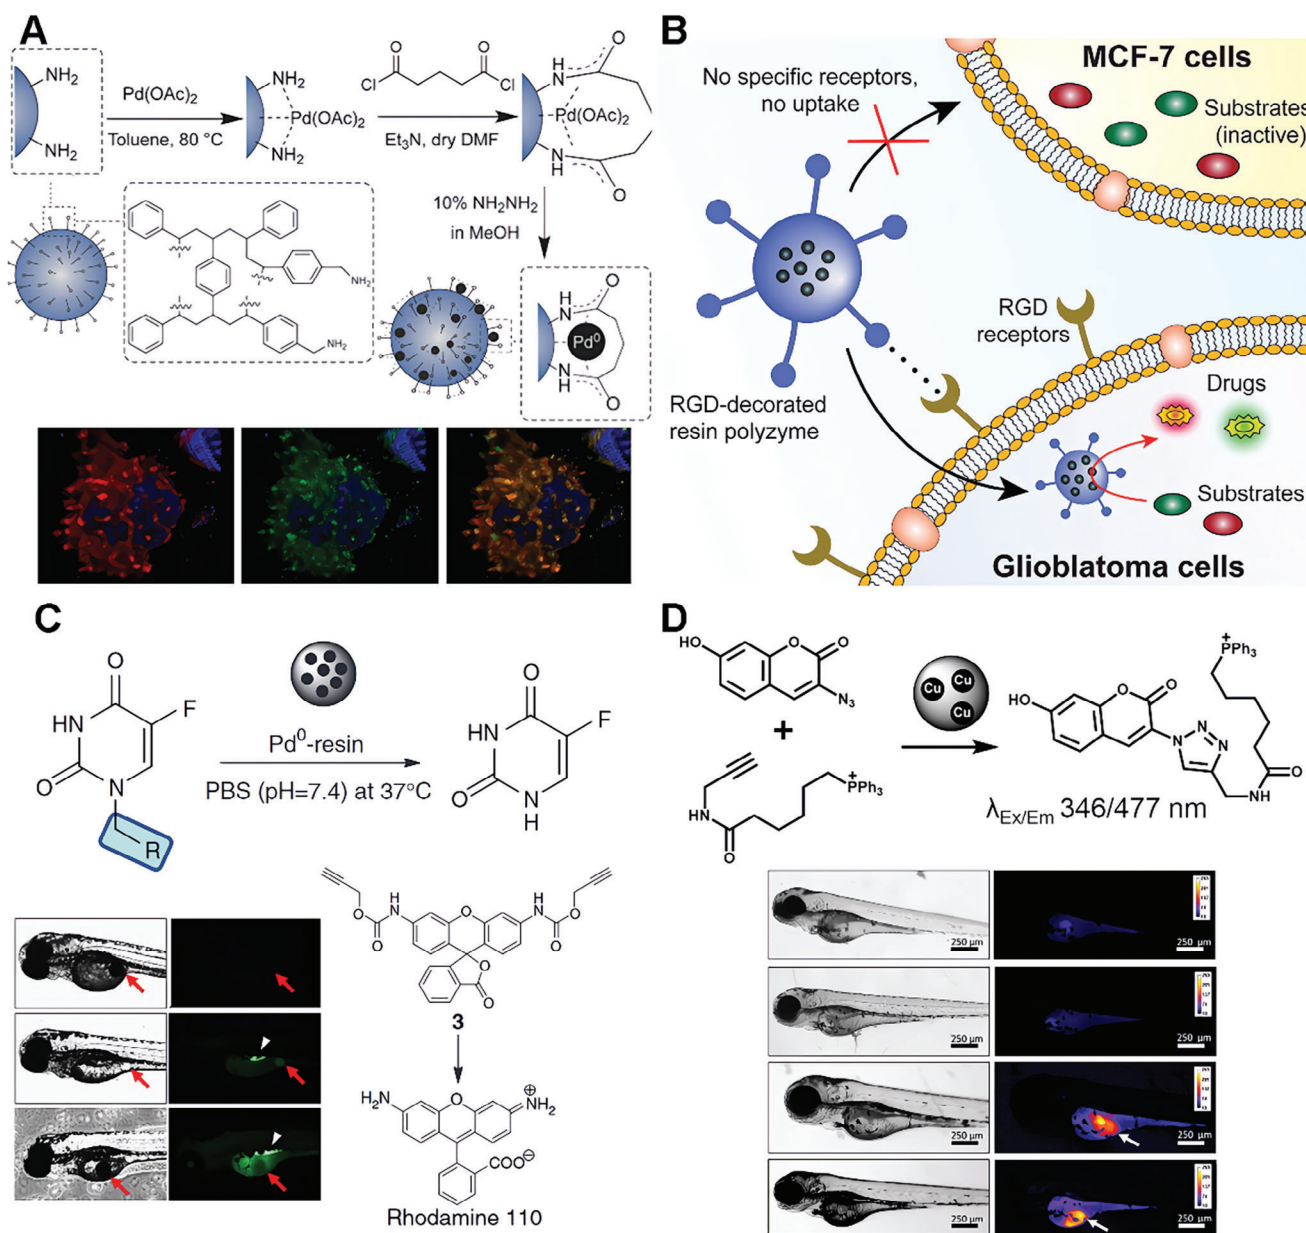 A
NH₂
NH₂
Pd(OAc)₂
Toluene, 80 °C
NH₂
Pd(OAc)₂
NH₂
O
O
Cl
Cl
Et₃N, dry DMF
O
H
N
Pd(OAc)₂
N
H
O
10% NH₂NH₂
in MeOH
NH₂
NH₂
O
H
N
Pd⁰
N
H
O
B
MCF-7 cells
No specific receptors,
no uptake
Substrates
(inactive)
RGD
receptors
RGD-decorated
resin polyzyme
Drugs
Substrates
Glioblatoma cells
C
O
F
HN
O
N
R
Pd⁰-resin
PBS (pH=7.4) at 37°C
O
F
HN
O
N
H
O
H
N
O
O
H
N
O
O
O
O
3
H₂N
O
⊕
NH₂
COO⊖
Rhodamine 110
D
HO
O
O
N₃
+
HN
O
+
PPh₃
Cu
Cu
Cu
+
PPh₃
HO
O
O
N
N
N
O
NH
λEx/Em 346/477 nm
250 µm
250 µm
250 µm
250 µm
250 µm
250 µm
250 µm
250 µm